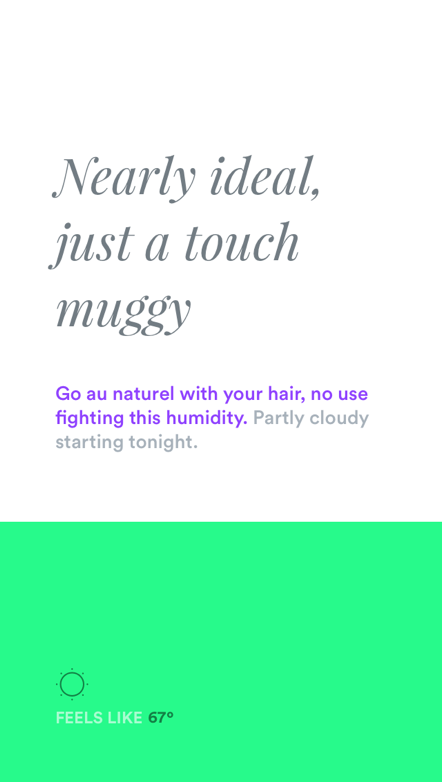 Nearly ideal,
just a touch
muggy
Go au naturel with your hair, no use
fighting this humidity. Partly cloudy
starting tonight.
FEELS LIKE 67°